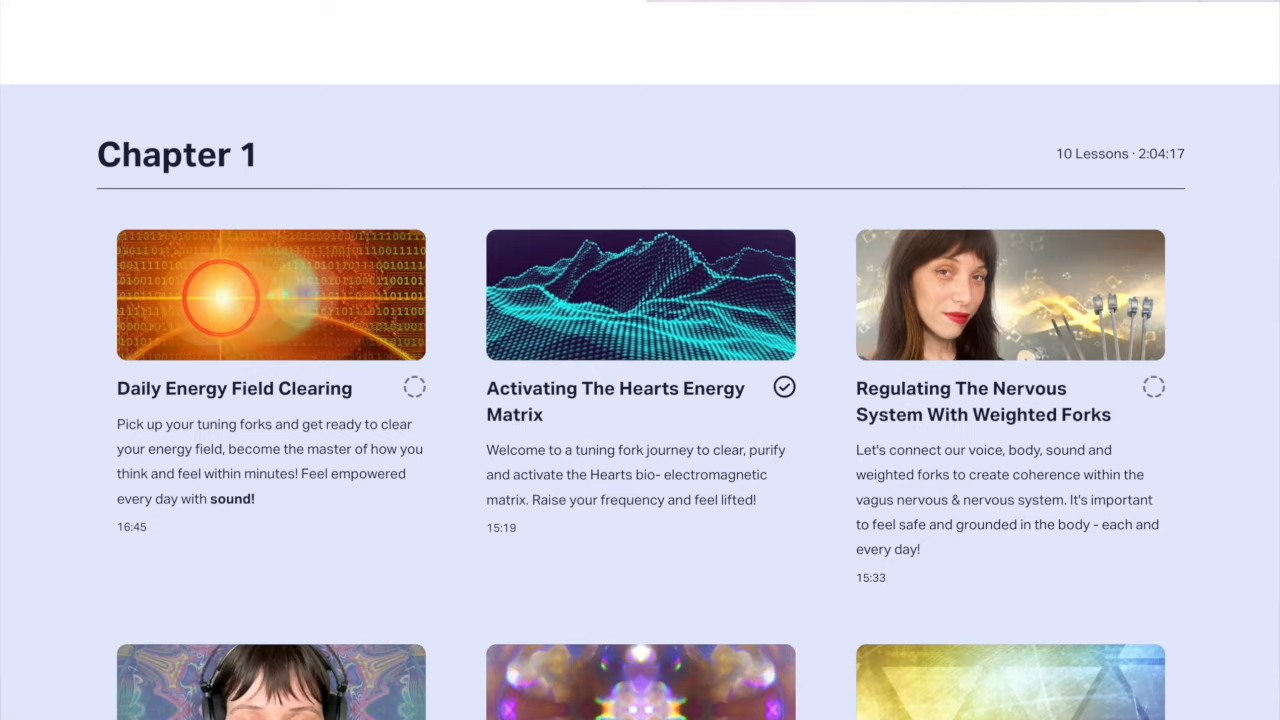 Chapter 1
10 Lessons · 2:04:17
Daily Energy Field Clearing
Pick up your tuning forks and get ready to clear
your energy field, become the master of how you
think and feel within minutes! Feel empowered
every day with sound!
16:45
Activating The Hearts Energy
Matrix
Welcome to a tuning fork journey to clear, purify
and activate the Hearts bio- electromagnetic
matrix. Raise your frequency and feel lifted!
15:19
Regulating The Nervous
System With Weighted Forks
Let's connect our voice, body, sound and
weighted forks to create coherence within the
vagus nervous & nervous system. It's important
to feel safe and grounded in the body - each and
every day!
15:33